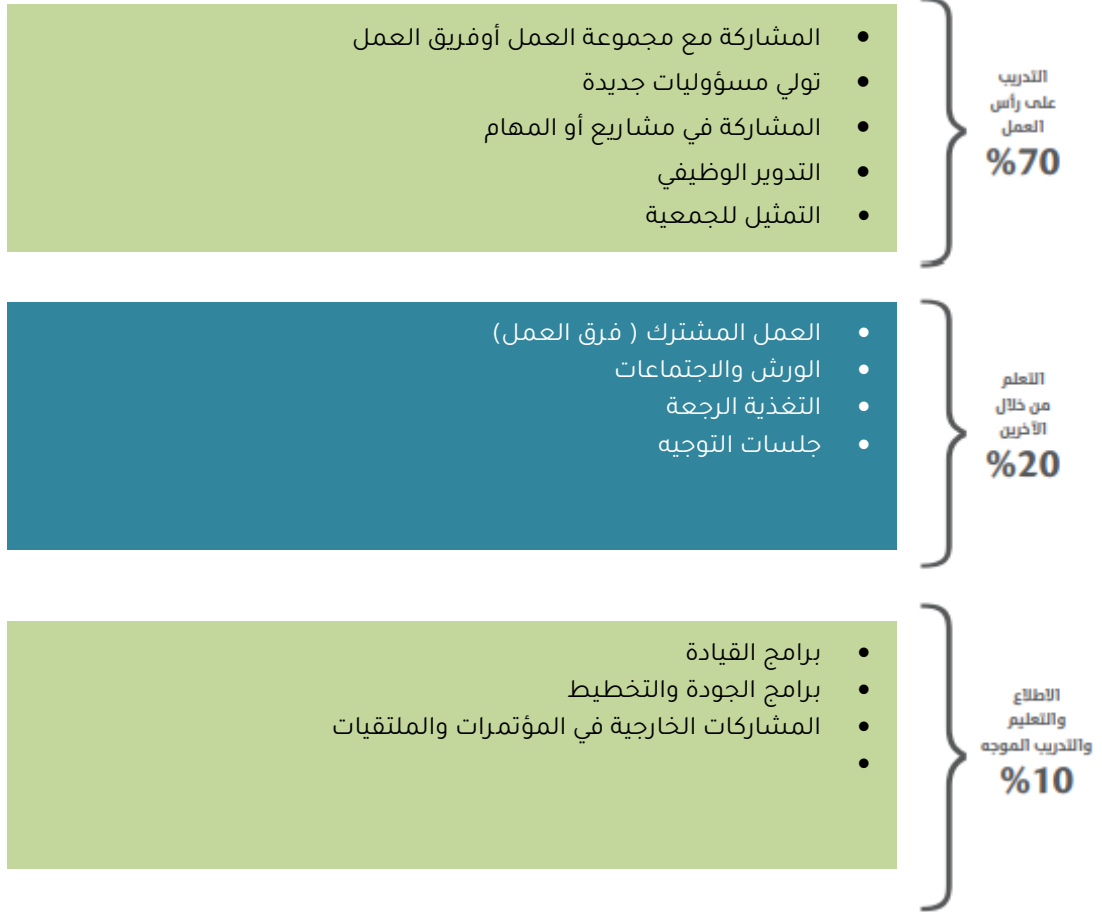 التدريب
على رأس
العمل
%70
• المشاركة مع مجموعة العمل أوفريق العمل
• تولي مسؤوليات جديدة
• المشاركة في مشاريع أو المهام
• التدوير الوظيفي
• التمثيل للجمعية
التعلم
من خلال
الآخرين
%20
• العمل المشترك ( فرق العمل)
• الورش والاجتماعات
• التغذية الرجعة
• جلسات التوجيه
الاطلاع
والتعليم
والتدريب الموجه
%10
• برامج القيادة
• برامج الجودة والتخطيط
• المشاركات الخارجية في المؤتمرات والملتقيات
•